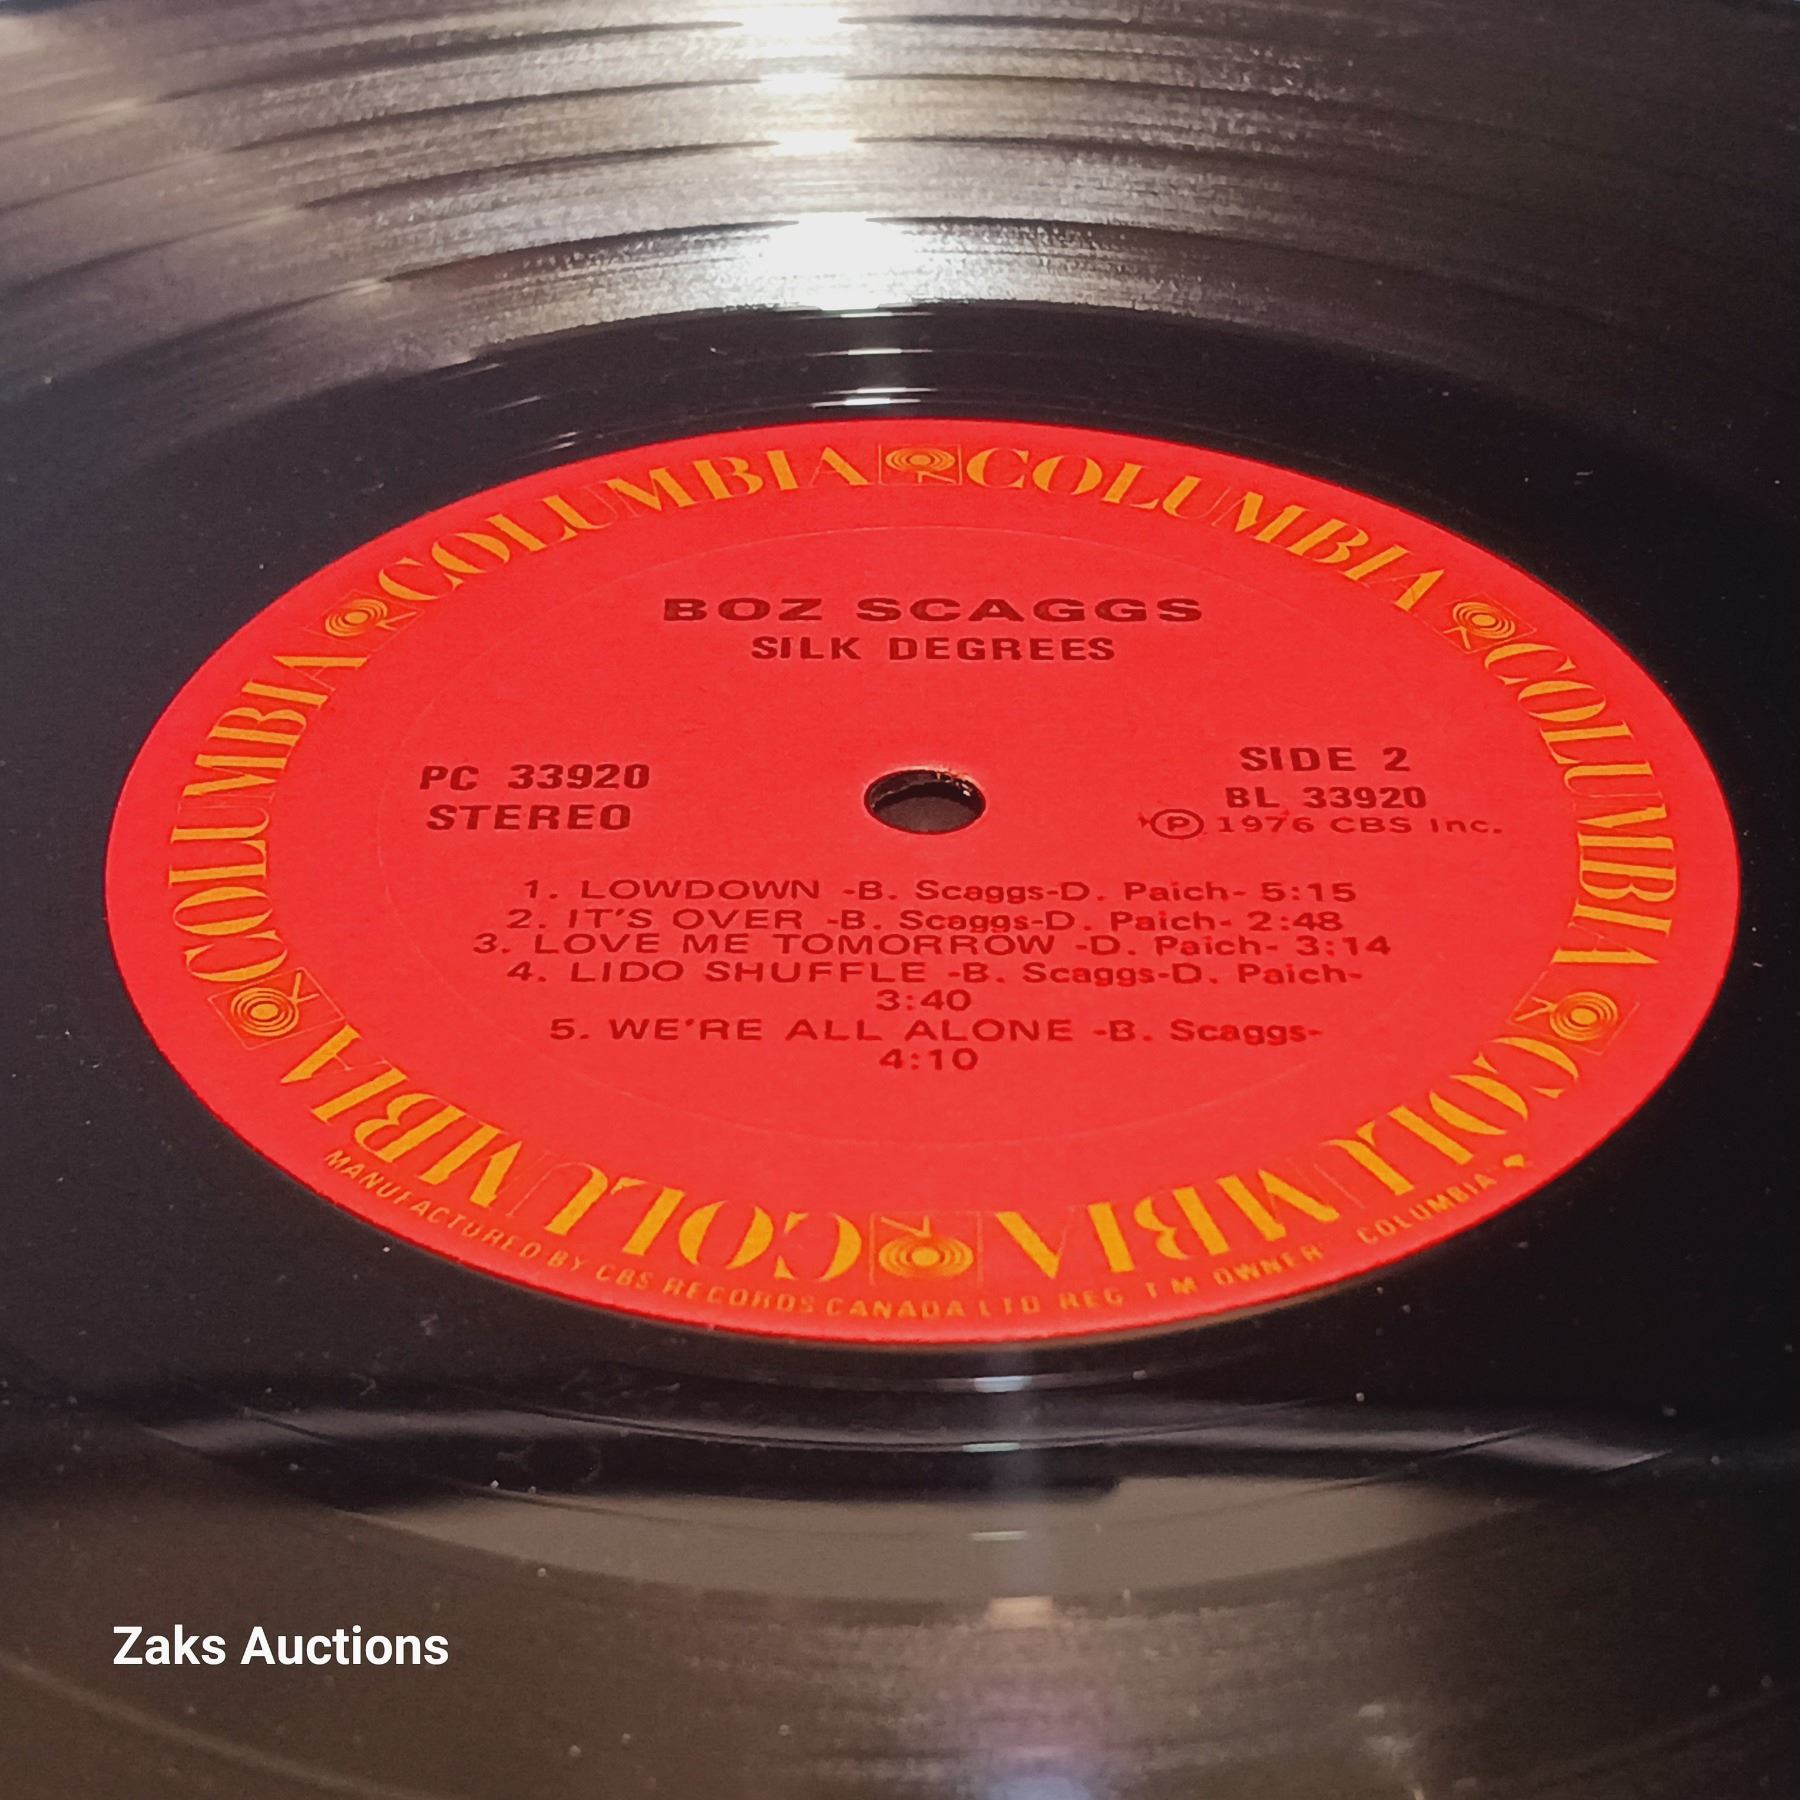 COLUMBIA COLUMBIA COLUMBIA COLUMBIA COLUMBIA COLUMBIA
BOZ SCAGGS
SILK DEGREES
PC 33920
STEREO
SIDE 2
BL 33920
Ⓟ 1976 CBS Inc.
1. LOWDOWN -B. Scaggs-D. Paich- 5:15
2. IT'S OVER -B. Scaggs-D. Paich- 2:48
3. LOVE ME TOMORROW -D. Paich- 3:14
4. LIDO SHUFFLE -B. Scaggs-D. Paich-
3:40
5. WE'RE ALL ALONE -B. Scaggs-
4:10
MANUFACTURED BY CBS RECORDS CANADA LTD REG T M OWNER COLUMBIA
Zaks Auctions